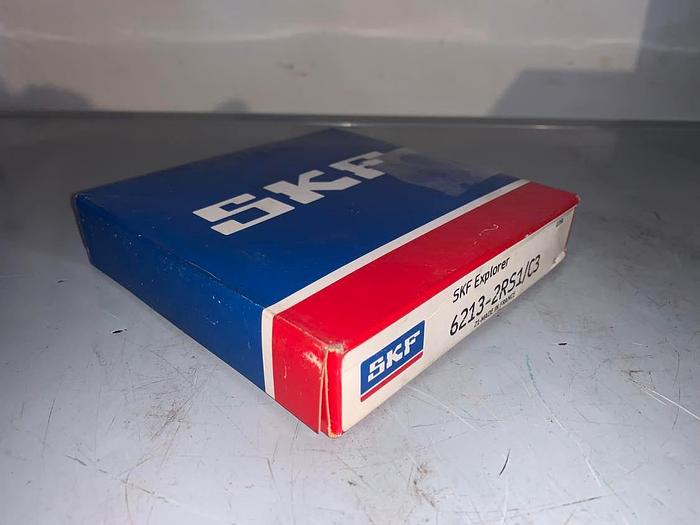 SKF
SKF Explorer
6213-2RS1/C3
SKF